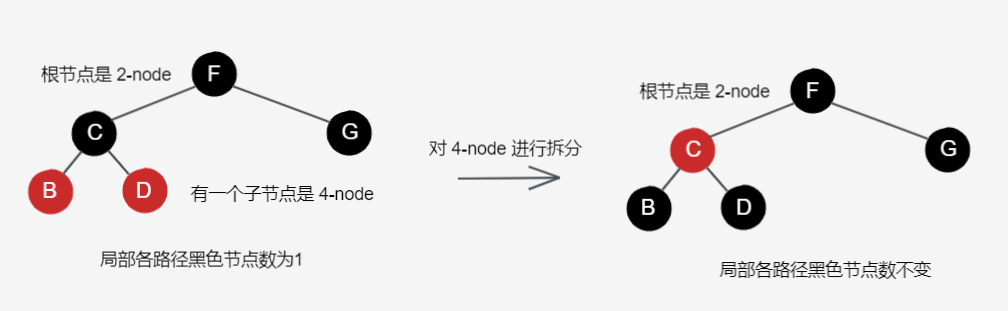 根节点是 2-node
F
C
G
B
D
有一个子节点是 4-node
局部各路径黑色节点数为1
对 4-node 进行拆分
根节点是 2-node
F
C
G
B
D
局部各路径黑色节点数不变